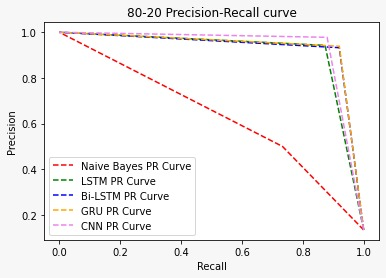 80-20 Precision-Recall curve
1.0
0.8
0.6
0.4
0.2
Precision
Naive Bayes PR Curve
LSTM PR Curve
Bi-LSTM PR Curve
GRU PR Curve
CNN PR Curve
0.0 0.2 0.4 0.6 0.8 1.0
Recall